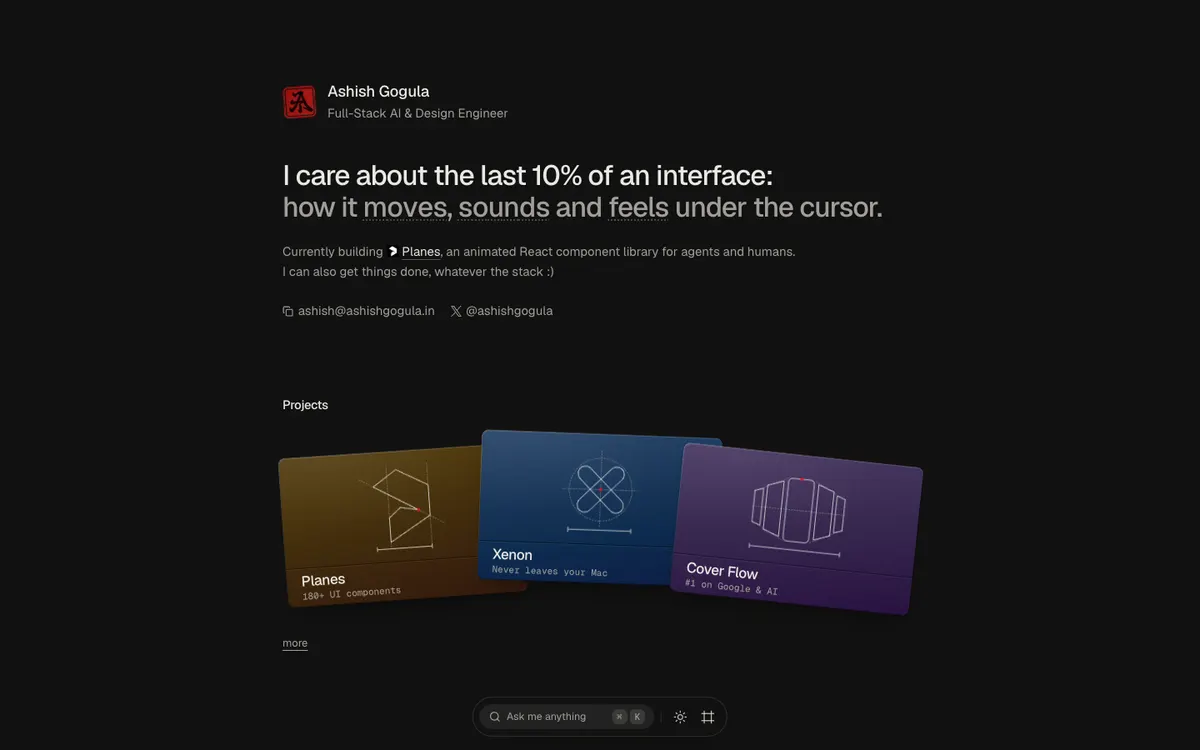 Ashish Gogula
Full-Stack AI & Design Engineer
I care about the last 10% of an interface:
how it moves, sounds and feels under the cursor.
Currently building Planes, an animated React component library for agents and humans.
I can also get things done, whatever the stack :)
ashish@ashishgogula.in @ashishgogula
Projects
Planes
180+ UI components
Xenon
Never leaves your Mac
Cover Flow
#1 on Google & AI
more
Ask me anything ⌘ K